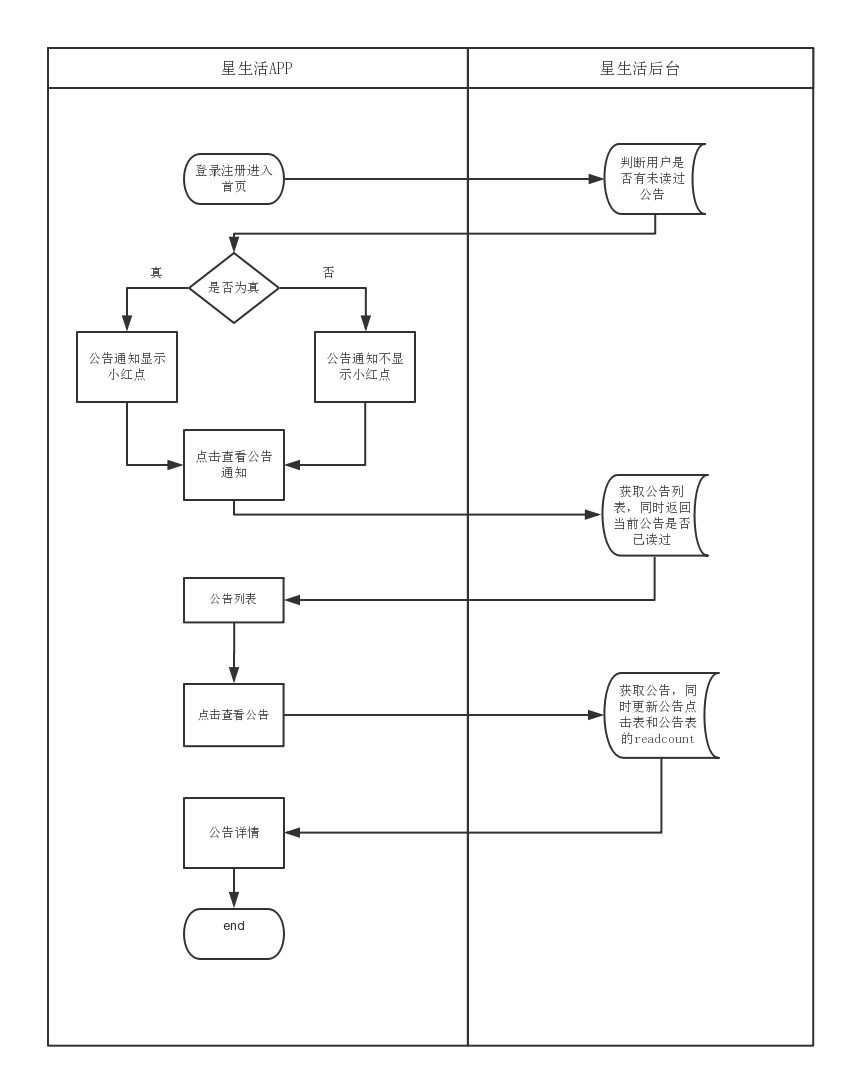 星生活APP
星生活后台
登录注册进入
首页
判断用户是
否有未读过
公告
真
否
是否为真
公告通知显示
小红点
公告通知不显
示小红点
点击查看公告
通知
获取公告列
表，同时返回
当前公告是否
已读过
公告列表
点击查看公告
获取公告，同
时更新公告点
击表和公告表
的readcount
公告详情
end